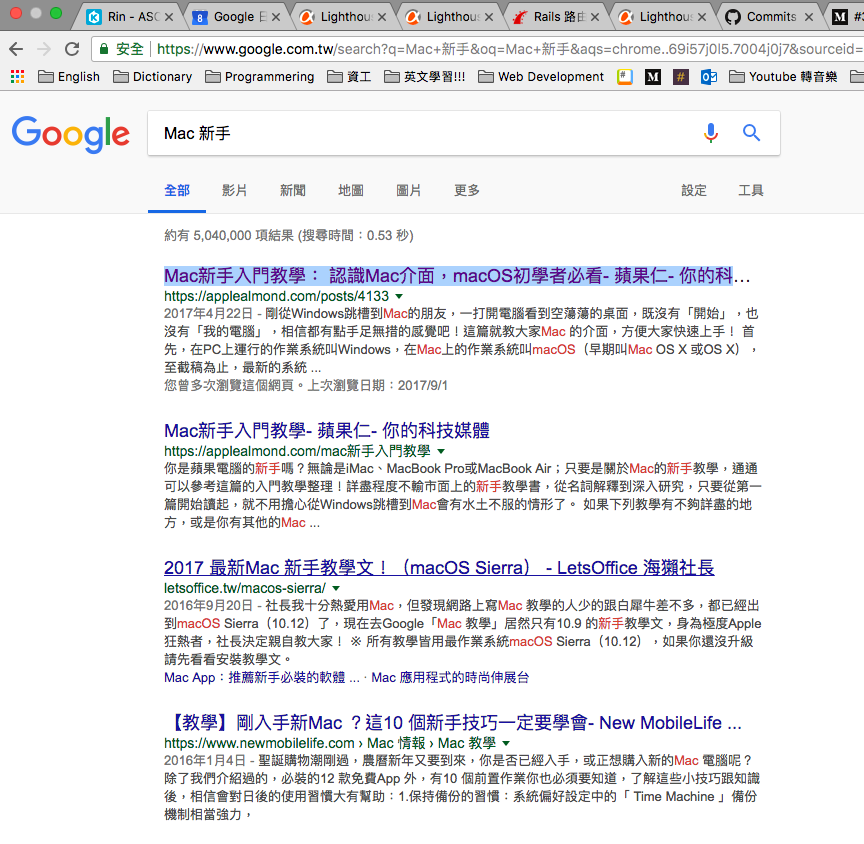 Rin - ASC
Google 日
Lighthous
Lighthous
Rails 路由
Lighthous
Commits
#3
安全 https://www.google.com.tw/search?q=Mac+新手&oq=Mac+新手&aqs=chrome..69i57j0l5.7004j0j7&sourceid=
English Dictionary Programmering 資工 英文學習!!! Web Development Youtube 轉音樂
Google Mac 新手
全部 影片 新聞 地圖 圖片 更多 設定 工具
約有 5,040,000 項結果 (搜尋時間：0.53 秒)
Mac新手入門教學： 認識Mac介面，macOS初學者必看- 蘋果仁- 你的科...
https://applealmond.com/posts/4133
2017年4月22日 - 剛從Windows跳槽到Mac的朋友，一打開電腦看到空蕩蕩的桌面，既沒有「開始」，也
沒有「我的電腦」，相信都有點手足無措的感覺吧！這篇就教大家Mac 的介面，方便大家快速上手！ 首
先，在PC上運行的作業系統叫Windows，在Mac上的作業系統叫macOS（早期叫Mac OS X 或OS X），
至截稿為止，最新的系統 ...
您曾多次瀏覽這個網頁。上次瀏覽日期：2017/9/1
Mac新手入門教學- 蘋果仁- 你的科技媒體
https://applealmond.com/mac新手入門教學
你是蘋果電腦的新手嗎？無論是iMac、MacBook Pro或MacBook Air；只要是關於Mac的新手教學，通通
可以參考這篇的入門教學整理！詳盡程度不輸市面上的新手教學書，從名詞解釋到深入研究，只要從第一
篇開始讀起，就不用擔心從Windows跳槽到Mac會有水土不服的情形了。 如果下列教學有不夠詳盡的地
方，或是你有其他的Mac ...
2017 最新Mac 新手教學文！（macOS Sierra） - LetsOffice 海獺社長
letsoffice.tw/macos-sierra/
2016年9月20日 - 社長我十分熱愛用Mac，但發現網路上寫Mac 教學的人少的跟白犀牛差不多，都已經出
到macOS Sierra（10.12）了，現在去Google「Mac 教學」居然只有10.9 的新手教學文，身為極度Apple
狂熱者，社長決定親自教大家！ ※ 所有教學皆用最作業系統macOS Sierra（10.12），如果你還沒升級
請先看看安裝教學文。
Mac App：推薦新手必裝的軟體 ... · Mac 應用程式的時尚伸展台
【教學】剛入手新Mac ？這10 個新手技巧一定要學會- New MobileLife ...
https://www.newmobilelife.com › Mac 情報 › Mac 教學
2016年1月4日 - 聖誕購物潮剛過，農曆新年又要到來，你是否已經入手，或正想購入新的Mac 電腦呢？
除了我們介紹過的，必裝的12 款免費App 外，有10 個前置作業你也必須要知道，了解這些小技巧跟知識
後，相信會對日後的使用習慣大有幫助：1.保持備份的習慣：系統偏好設定中的「 Time Machine 」備份
機制相當強力，